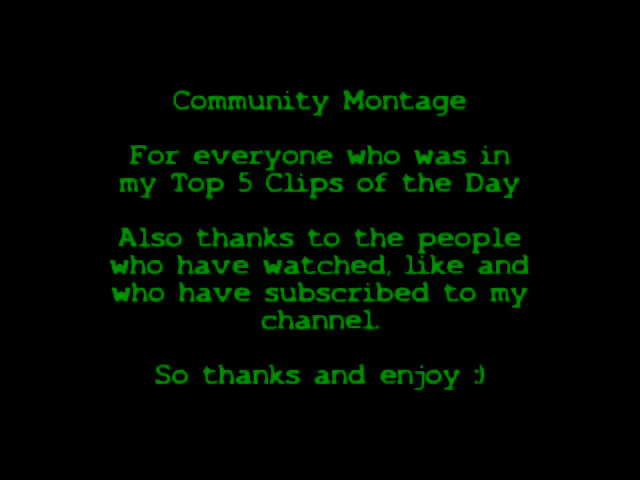 Community Montage
For everyone who was in
my Top 5 Clips of the Day
Also thanks to the people
who have watched, like and
who have subscribed to my
channel.
So thanks and enjoy :)